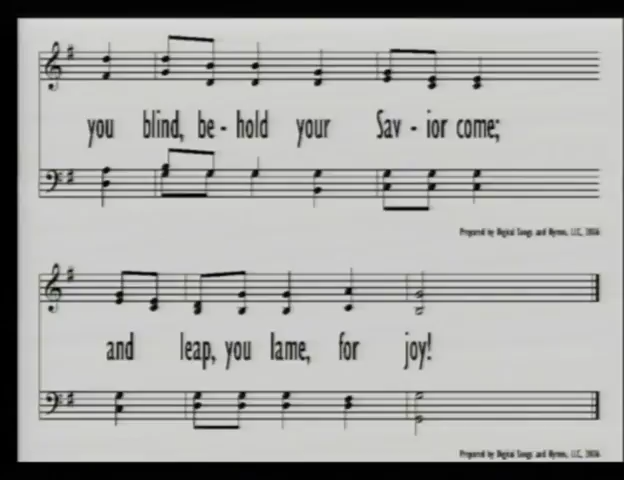 you blind, be - hold your Sav - ior come;
Prepared by Digital Songs and Hymns, LLC, 2006
and leap, you lame, for joy!
Prepared by Digital Songs and Hymns, LLC, 2006